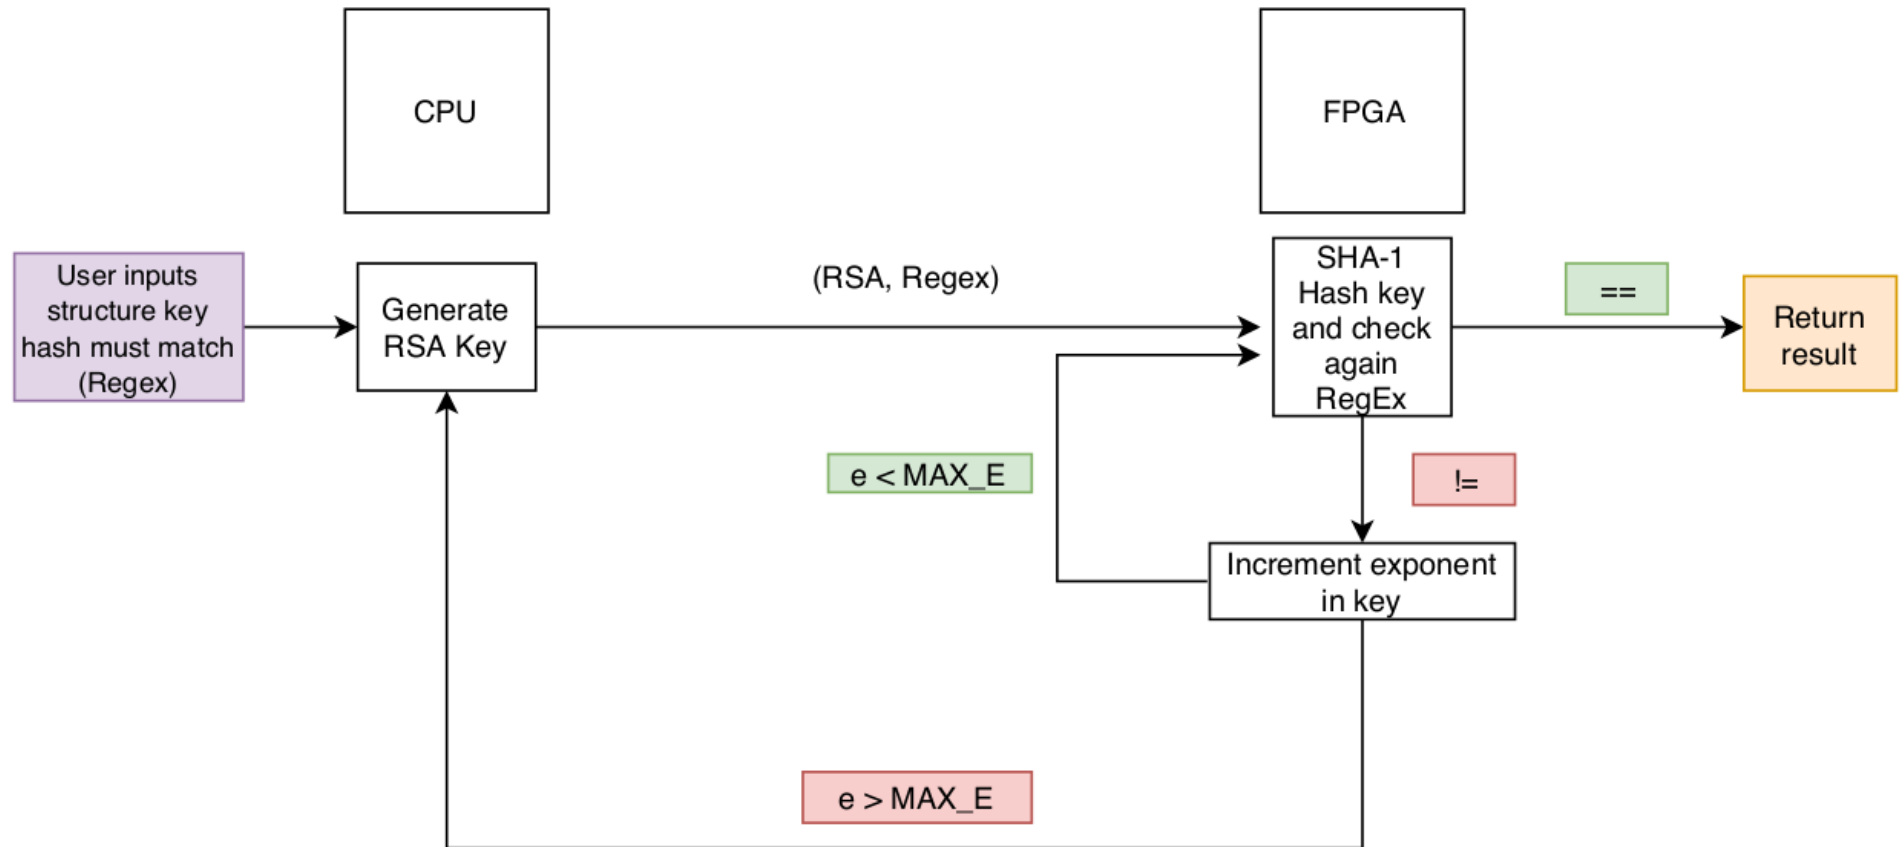 CPU
FPGA
User inputs
structure key
hash must match
(Regex)
Generate
RSA Key
(RSA, Regex)
SHA-1
Hash key
and check
again
RegEx
==
Return
result
e < MAX_E
!=
Increment exponent
in key
e > MAX_E